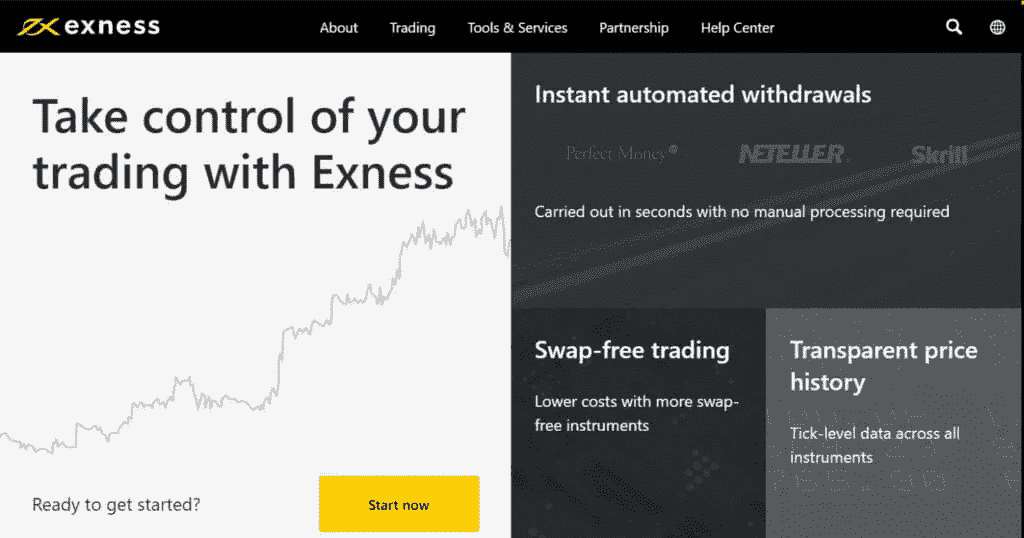 exness
About
Trading
Tools & Services
Partnership
Help Center
Take control of your
trading with Exness
Ready to get started?
Start now
Instant automated withdrawals
Perfect Money
NETELLER
Skrill
Carried out in seconds with no manual processing required
Swap-free trading
Lower costs with more swap-
free instruments
Transparent price
history
Tick-level data across all
instruments